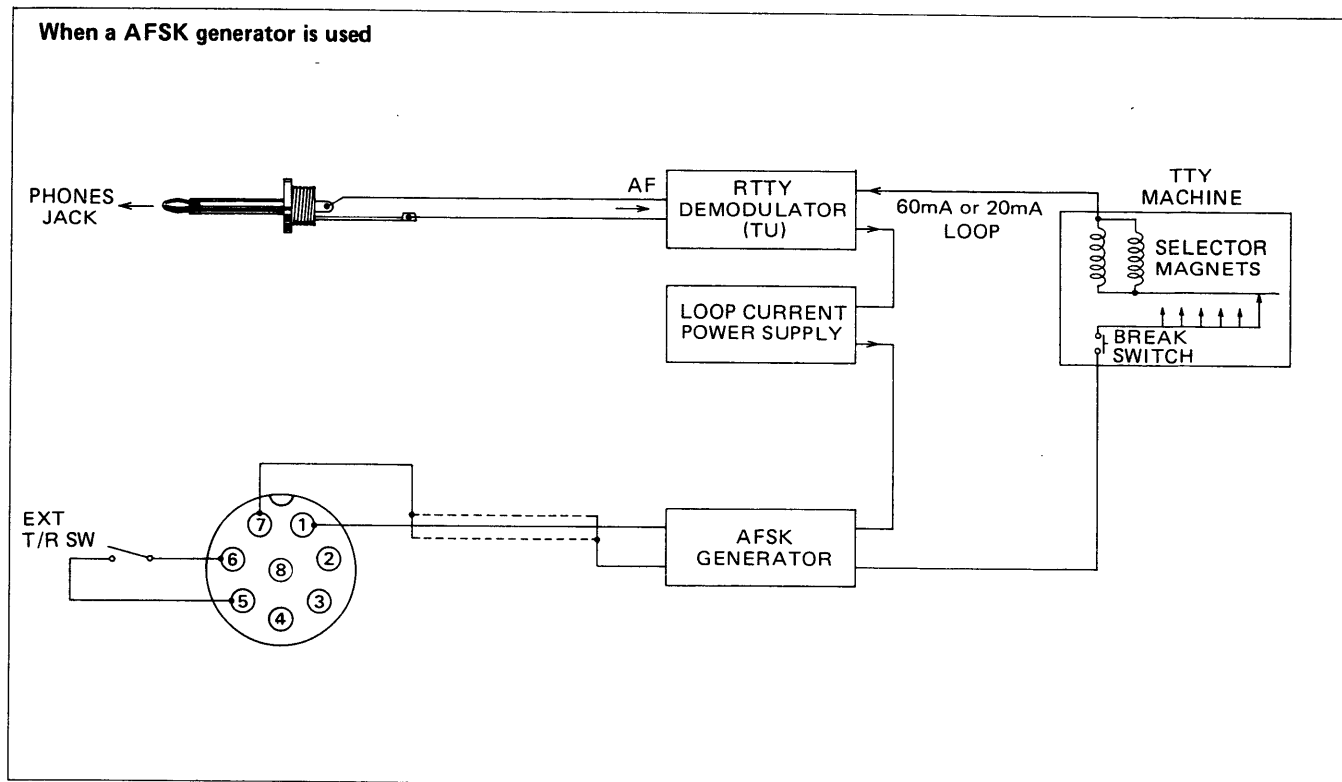 When a AFSK generator is used
PHONES
JACK
AF
RTTY
DEMODULATOR
(TU)
60mA or 20mA
LOOP
TTY
MACHINE
SELECTOR
MAGNETS
BREAK
SWITCH
LOOP CURRENT
POWER SUPPLY
EXT
T/R SW
7
1
6
2
8
5
3
4
AFSK
GENERATOR